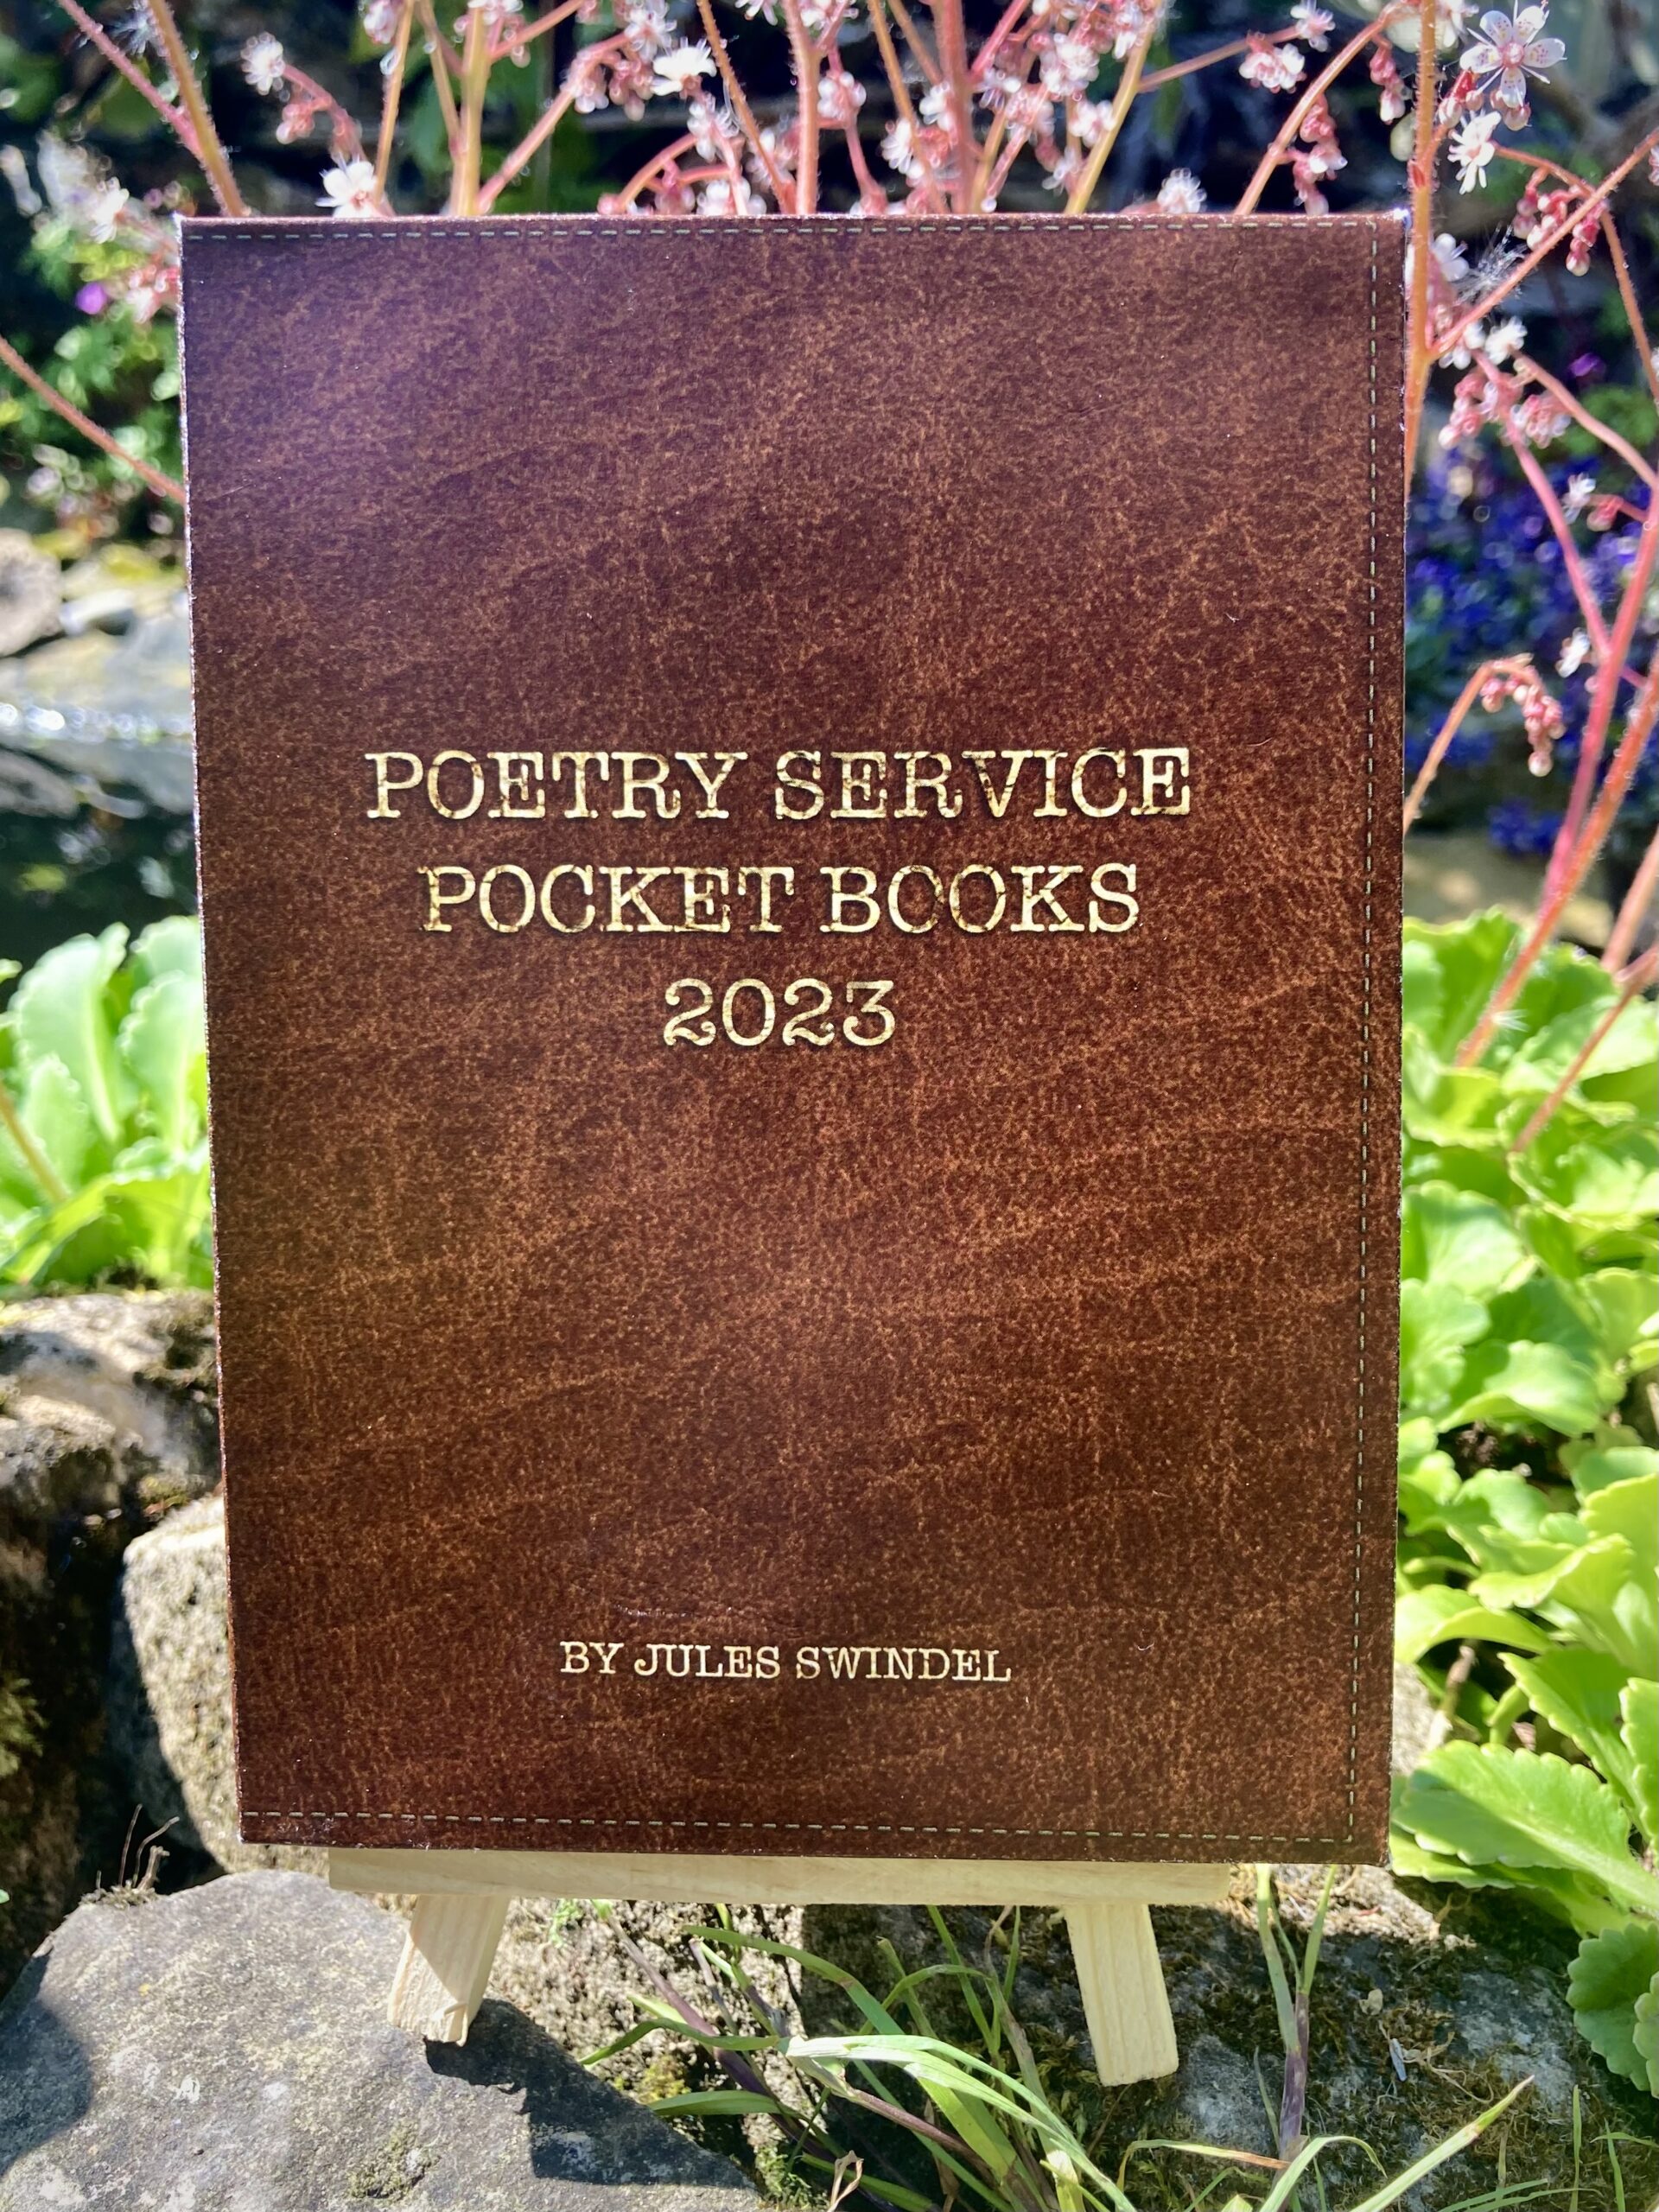 POETRY SERVICE
POCKET BOOKS
2023
BY JULES SWINDEL